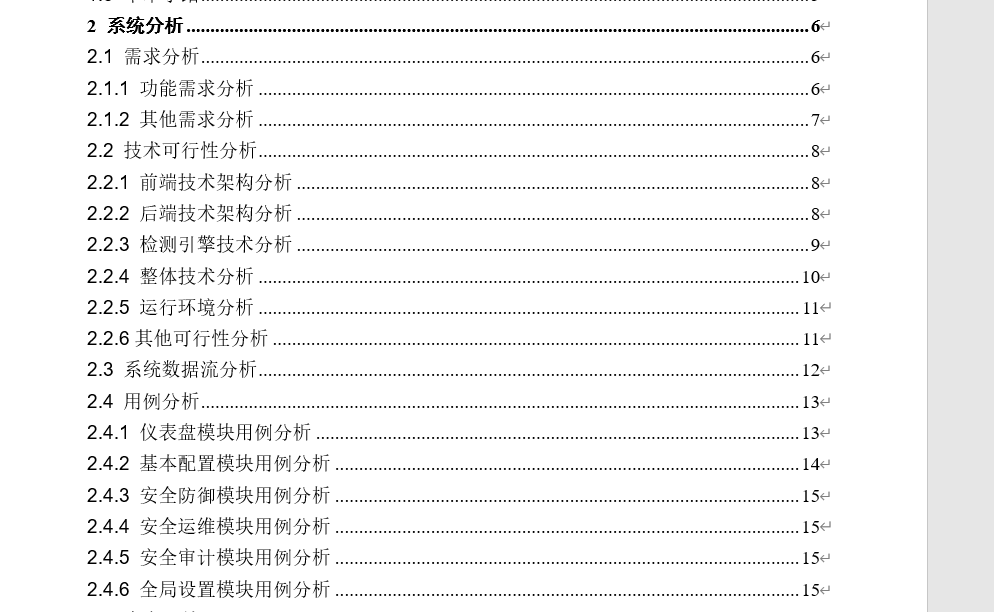 2 系统分析........................6↵
2.1 需求分析........................6↵
2.1.1 功能需求分析........................6↵
2.1.2 其他需求分析........................7↵
2.2 技术可行性分析........................8↵
2.2.1 前端技术架构分析........................8↵
2.2.2 后端技术架构分析........................8↵
2.2.3 检测引擎技术分析........................9↵
2.2.4 整体技术分析........................10↵
2.2.5 运行环境分析........................11↵
2.2.6其他可行性分析........................11↵
2.3 系统数据流分析........................12↵
2.4 用例分析........................13↵
2.4.1 仪表盘模块用例分析........................13↵
2.4.2 基本配置模块用例分析........................14↵
2.4.3 安全防御模块用例分析........................15↵
2.4.4 安全运维模块用例分析........................15↵
2.4.5 安全审计模块用例分析........................15↵
2.4.6 全局设置模块用例分析........................15↵